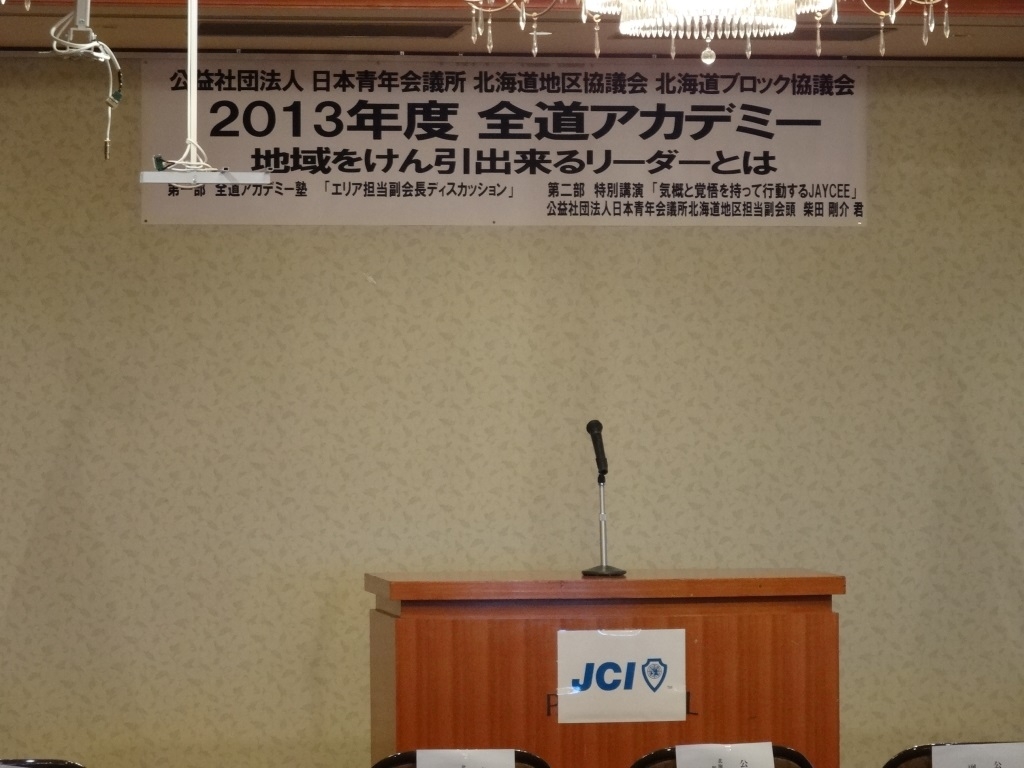 公益社団法人 日本青年会議所 北海道地区協議会 北海道ブロック協議会
2013年度 全道アカデミー
地域をけん引出来るリーダーとは
第一部 全道アカデミー塾 「エリア担当副会長ディスカッション」 第二部 特別講演「気概と覚悟を持って行動するJAYCEE」
公益社団法人日本青年会議所北海道地区担当副会頭 柴田 剛介 君
JCI